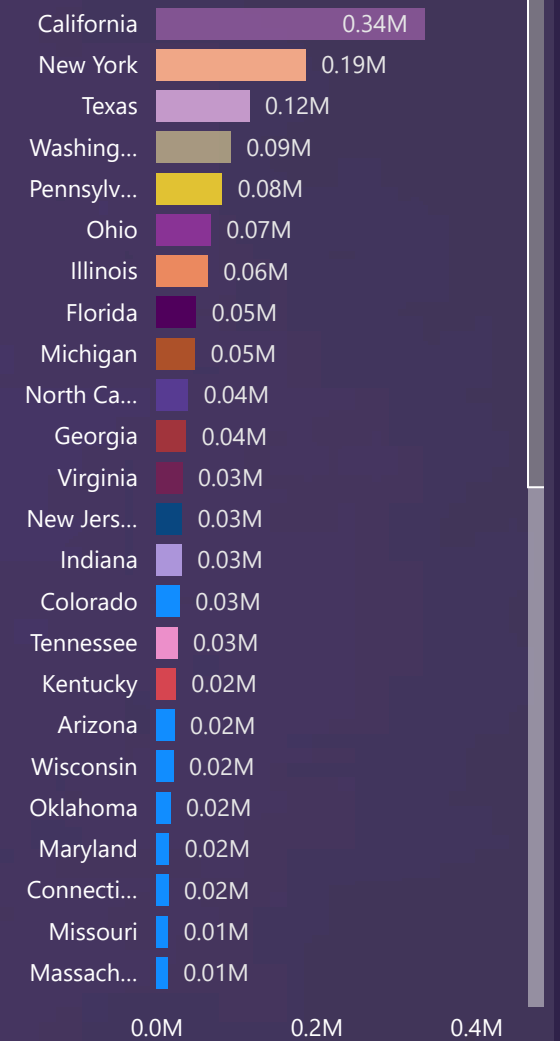 California 0.34M
New York 0.19M
Texas 0.12M
Washing... 0.09M
Pennsylv... 0.08M
Ohio 0.07M
Illinois 0.06M
Florida 0.05M
Michigan 0.05M
North Ca... 0.04M
Georgia 0.04M
Virginia 0.03M
New Jers... 0.03M
Indiana 0.03M
Colorado 0.03M
Tennessee 0.03M
Kentucky 0.02M
Arizona 0.02M
Wisconsin 0.02M
Oklahoma 0.02M
Maryland 0.02M
Connecti... 0.02M
Missouri 0.01M
Massach... 0.01M
0.0M 0.2M 0.4M